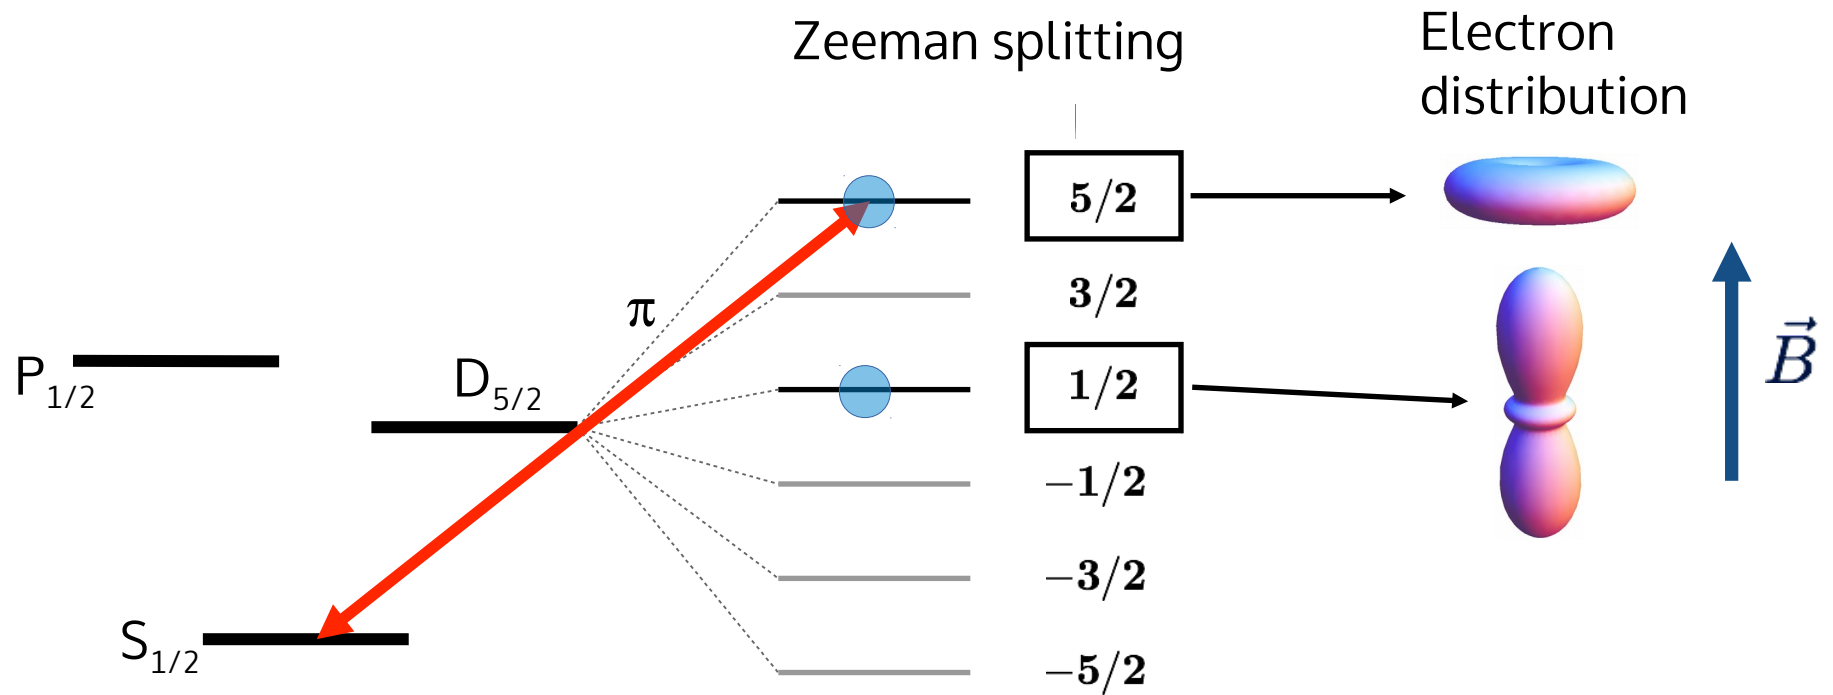 Zeeman splitting
Electron
distribution
5/2
π
3/2
P1/2
D5/2
1/2
B⃗
−1/2
−3/2
S1/2
−5/2